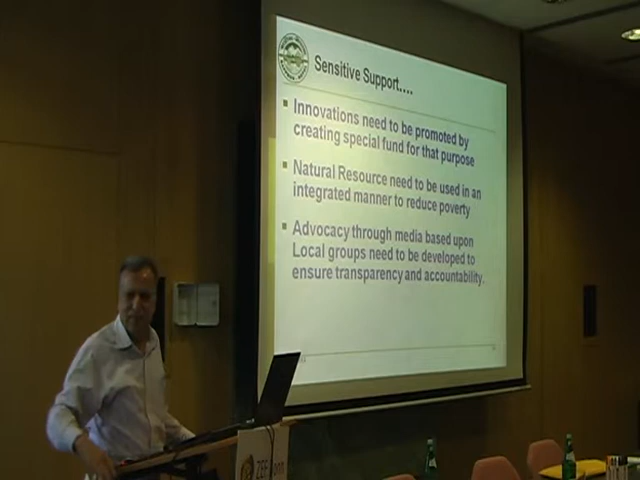 Sensitive Support....
Innovations need to be promoted by
creating special fund for that purpose
Natural Resource need to be used in an
integrated manner to reduce poverty
Advocacy through media based upon
Local groups need to be developed to
ensure transparency and accountability.
ZEF